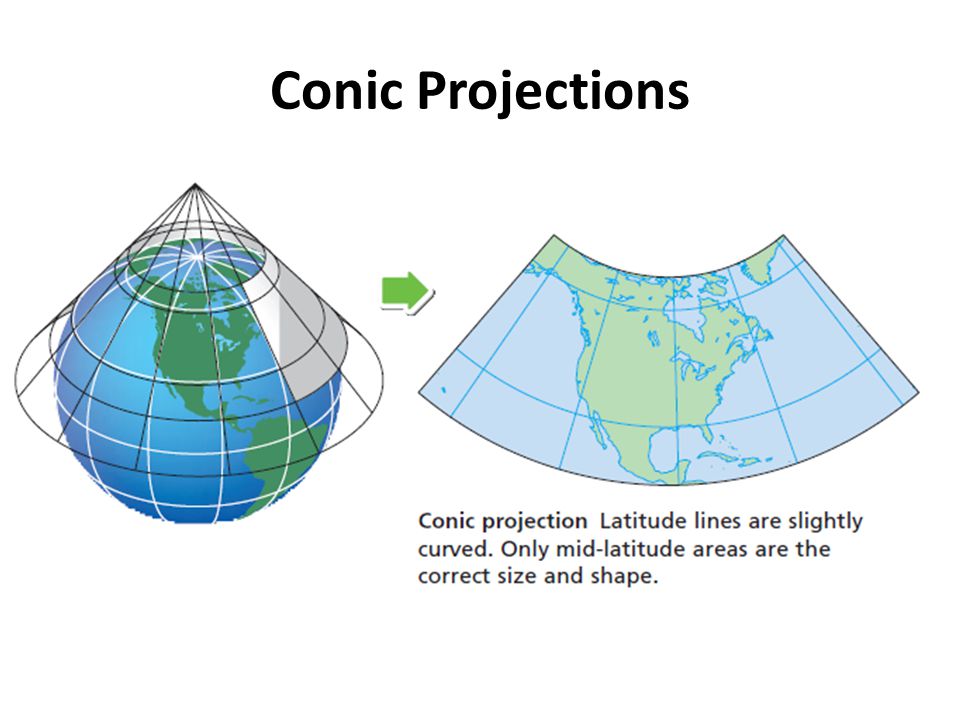 Conic Projections
Conic projection Latitude lines are slightly
curved. Only mid-latitude areas are the
correct size and shape.